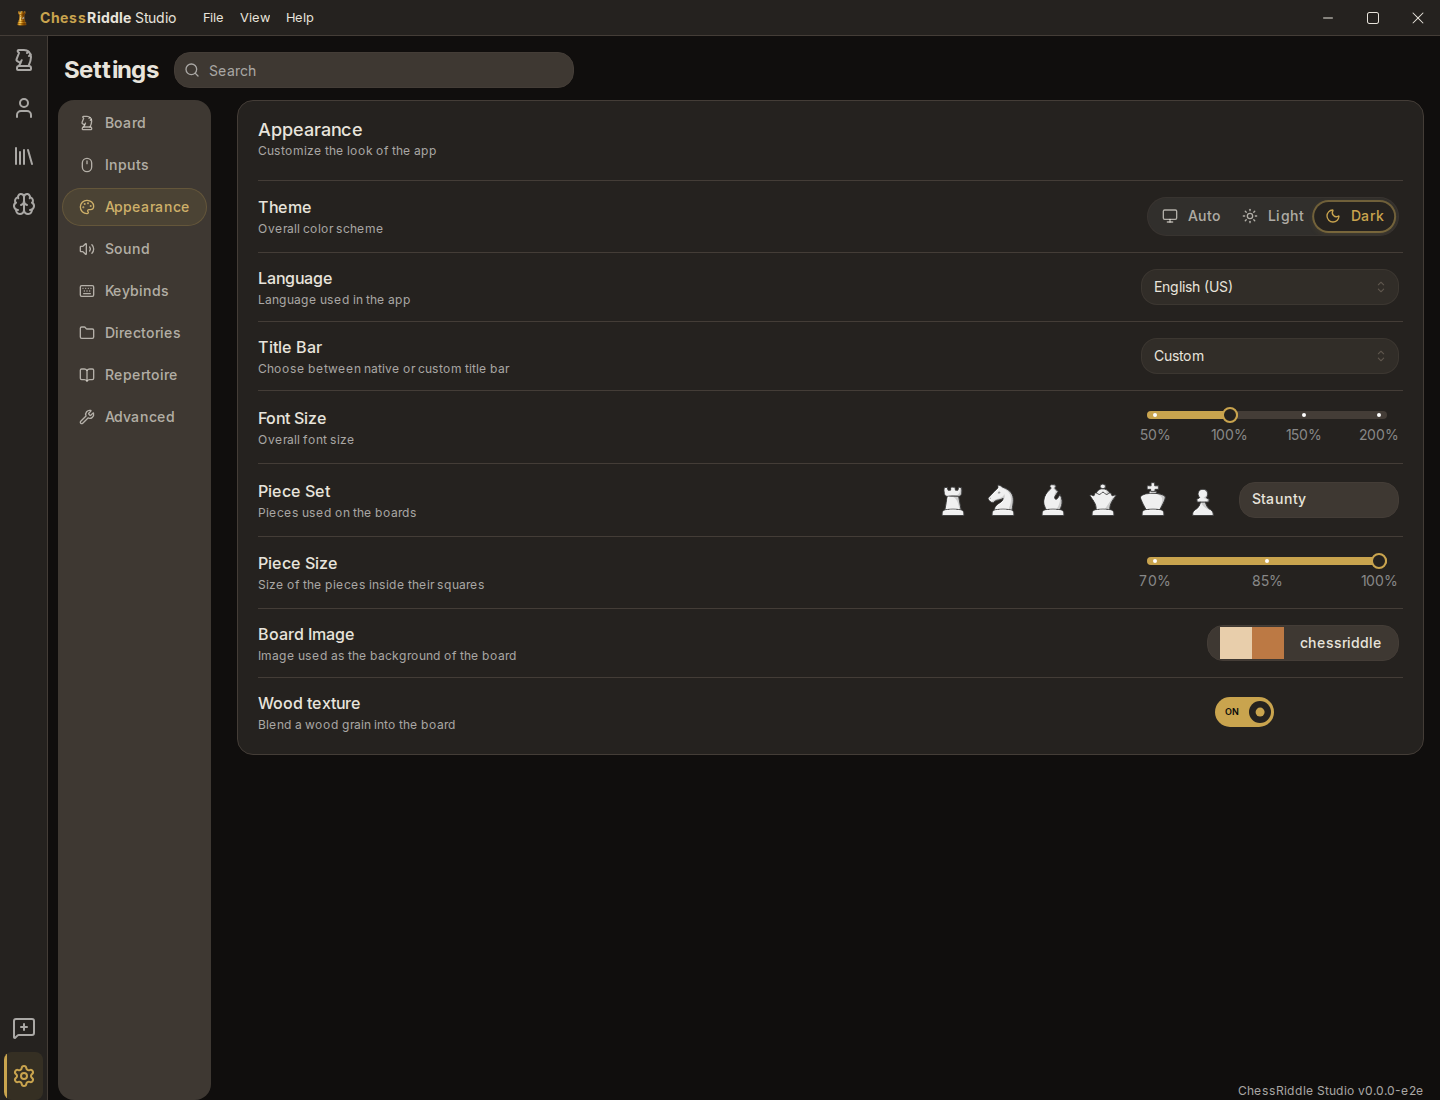 ChessRiddle Studio File View Help
Settings
Search
Board
Inputs
Appearance
Sound
Keybinds
Directories
Repertoire
Advanced
Appearance
Customize the look of the app
Theme
Overall color scheme
Auto Light Dark
Language
Language used in the app
English (US)
Title Bar
Choose between native or custom title bar
Custom
Font Size
Overall font size
50% 100% 150% 200%
Piece Set
Pieces used on the boards
Staunty
Piece Size
Size of the pieces inside their squares
70% 85% 100%
Board Image
Image used as the background of the board
chessriddle
Wood texture
Blend a wood grain into the board
ON
ChessRiddle Studio v0.0.0-e2e